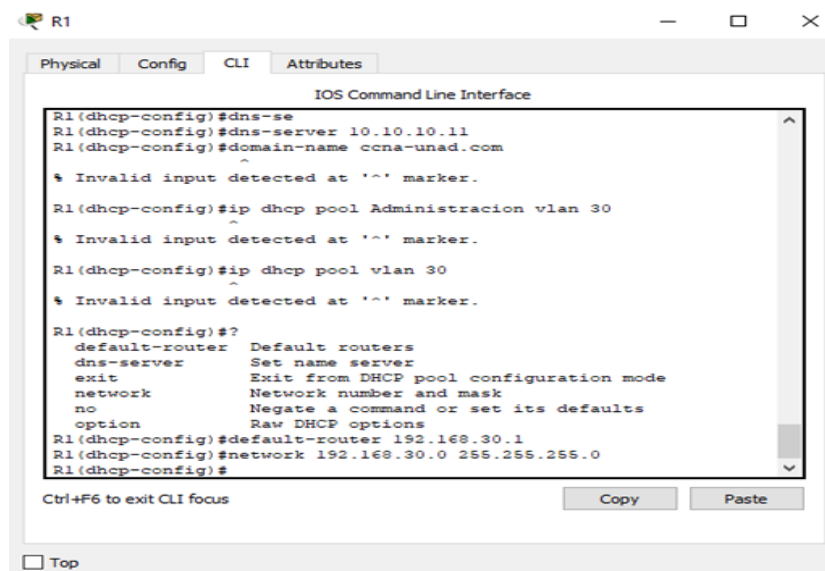 R1
Physical Config CLI Attributes
IOS Command Line Interface
R1(dhcp-config)#dns-se
R1(dhcp-config)#dns-server 10.10.10.11
R1(dhcp-config)#domain-name ccna-unad.com
^
% Invalid input detected at '^' marker.
R1(dhcp-config)#ip dhcp pool Administracion vlan 30
^
% Invalid input detected at '^' marker.
R1(dhcp-config)#ip dhcp pool vlan 30
^
% Invalid input detected at '^' marker.
R1(dhcp-config)#?
default-router Default routers
dns-server Set name server
exit Exit from DHCP pool configuration mode
network Network number and mask
no Negate a command or set its defaults
option Raw DHCP options
R1(dhcp-config)#default-router 192.168.30.1
R1(dhcp-config)#network 192.168.30.0 255.255.255.0
R1(dhcp-config)#
Ctrl+F6 to exit CLI focus Copy Paste
Top